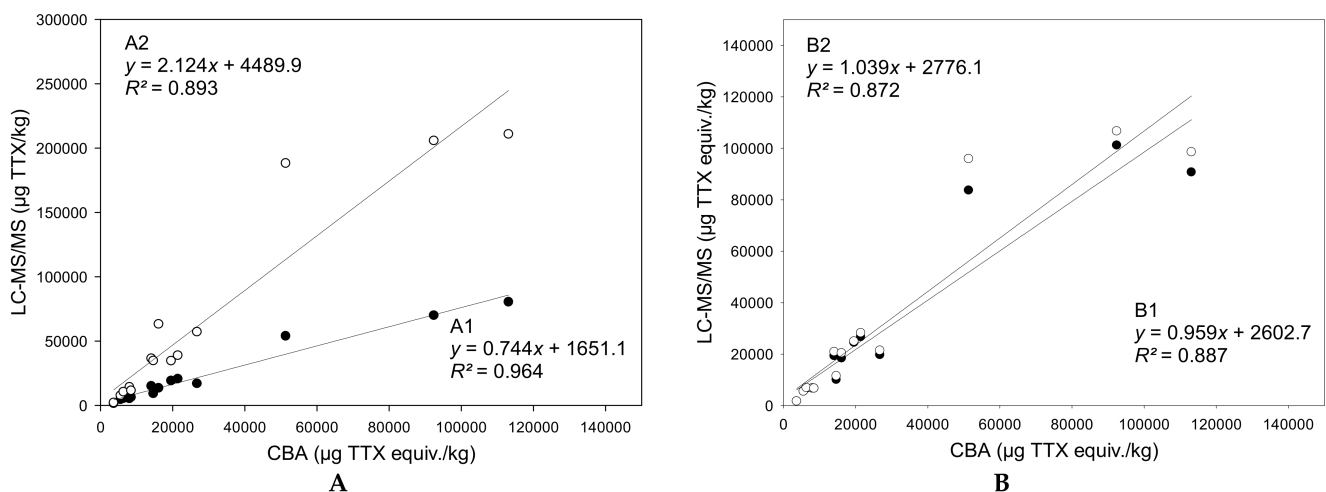 300000
250000
200000
150000
100000
50000
0
LC-MS/MS (µg TTX/kg)
A2
y = 2.124x + 4489.9
R² = 0.893
A1
y = 0.744x + 1651.1
R² = 0.964
0 20000 40000 60000 80000 100000 120000 140000
CBA (µg TTX equiv./kg)
A
140000
120000
100000
80000
60000
40000
20000
0
LC-MS/MS (µg TTX equiv./kg)
B2
y = 1.039x + 2776.1
R² = 0.872
B1
y = 0.959x + 2602.7
R² = 0.887
0 20000 40000 60000 80000 100000 120000 140000
CBA (µg TTX equiv./kg)
B